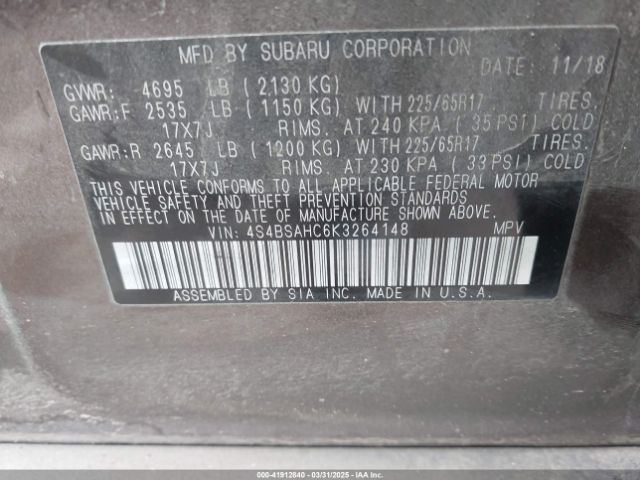 MFD BY SUBARU CORPORATION
DATE: 11/18
GVWR: 4695 LB (2130 KG)
GAWR:F 2535 LB (1150 KG) WITH 225/65R17 TIRES.
17X7J RIMS. AT 240 KPA (35 PSI) COLD
GAWR:R 2645 LB (1200 KG) WITH 225/65R17 TIRES.
17X7J RIMS. AT 230 KPA (33 PSI) COLD
THIS VEHICLE CONFORMS TO ALL APPLICABLE FEDERAL MOTOR
VEHICLE SAFETY AND THEFT PREVENTION STANDARDS
IN EFFECT ON THE DATE OF MANUFACTURE SHOWN ABOVE.
VIN: 4S4BSAHC6K3264148 MPV
ASSEMBLED BY SIA INC. MADE IN U.S.A.
000-41912640 03/31/2025 - IAAI.COM